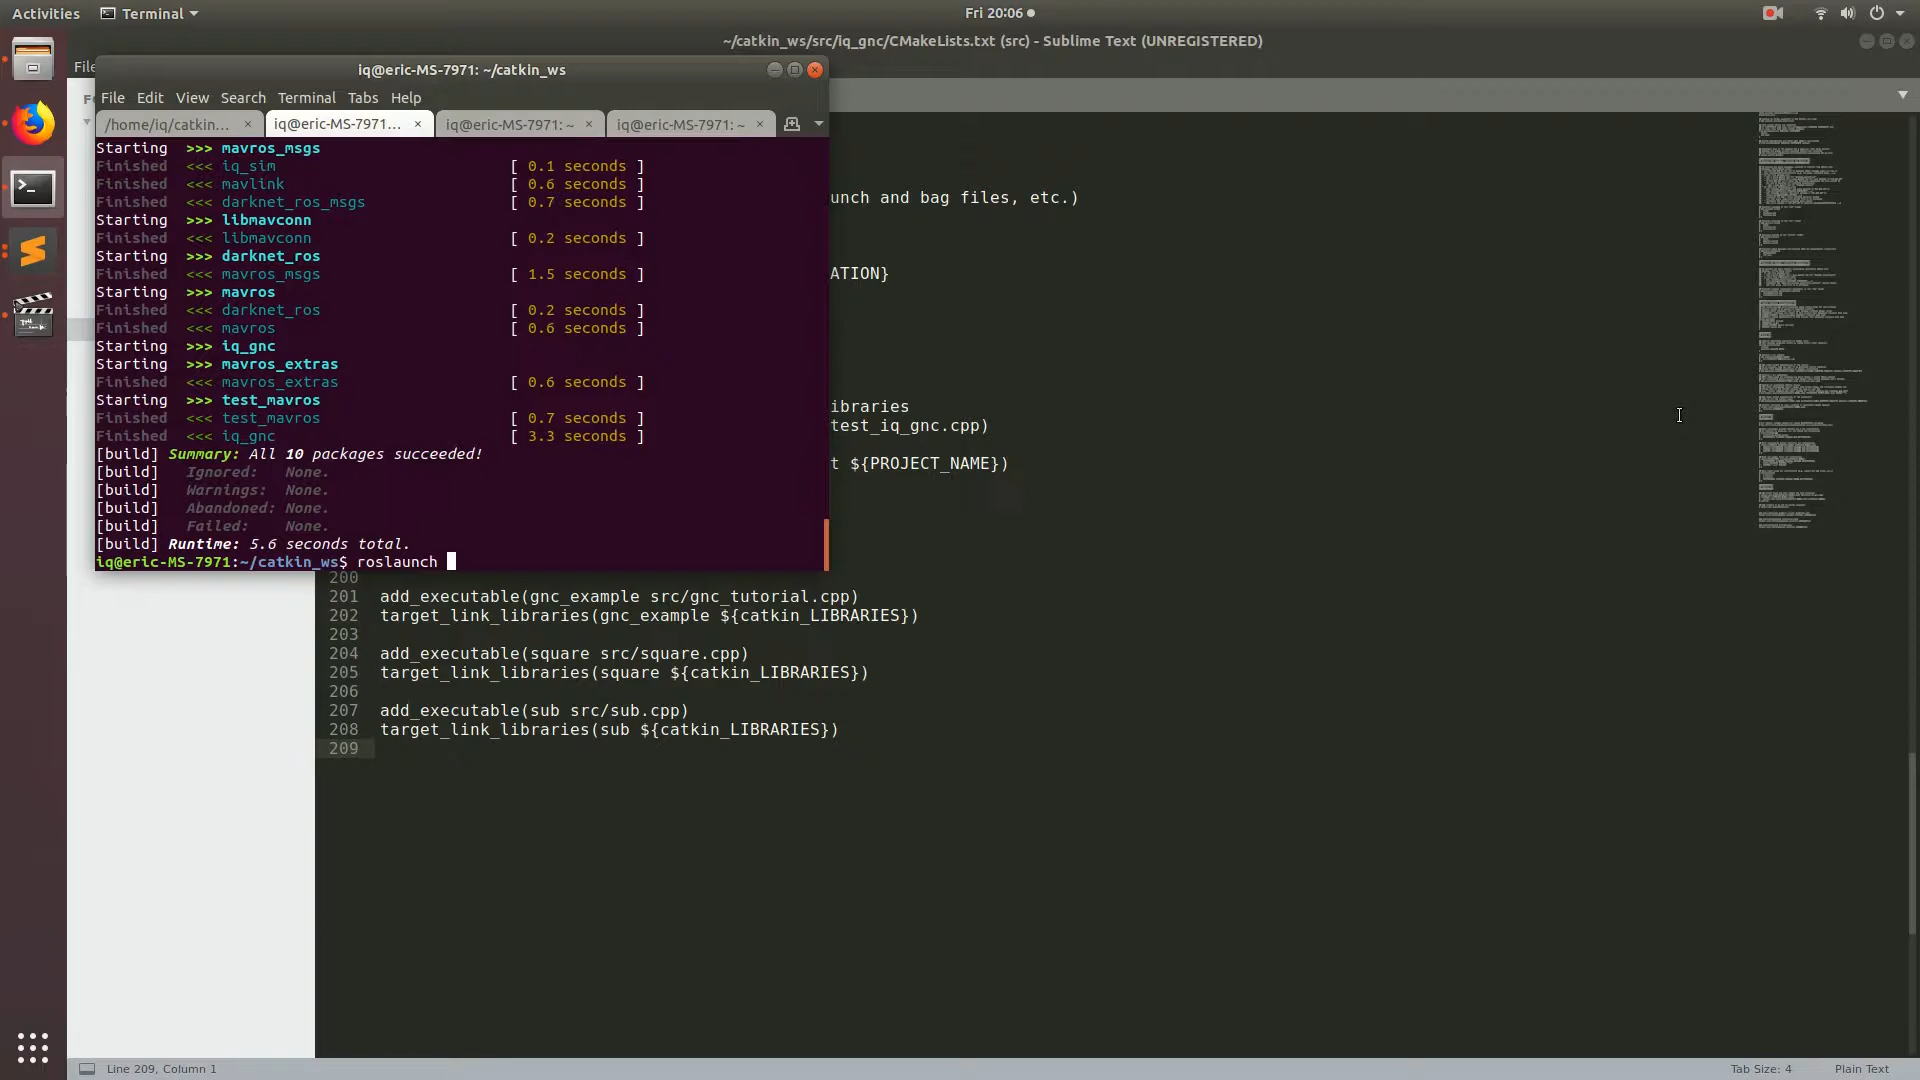 Activities
Terminal
Fri 20:06
~/catkin_ws/src/iq_gnc/CMakeLists.txt (src) - Sublime Text (UNREGISTERED)
File
iq@eric-MS-7971: ~/catkin_ws
File Edit View Search Terminal Tabs Help
/home/iq/catkin... × iq@eric-MS-7971... × iq@eric-MS-7971: ~ × iq@eric-MS-7971: ~ ×
Starting >>> mavros_msgs
Finished <<< iq_sim [ 0.1 seconds ]
Finished <<< mavlink [ 0.6 seconds ]
Finished <<< darknet_ros_msgs [ 0.7 seconds ]
Starting >>> libmavconn
Finished <<< libmavconn [ 0.2 seconds ]
Starting >>> darknet_ros
Finished <<< mavros_msgs [ 1.5 seconds ]
Starting >>> mavros
Finished <<< darknet_ros [ 0.2 seconds ]
Finished <<< mavros [ 0.6 seconds ]
Starting >>> iq_gnc
Starting >>> mavros_extras
Finished <<< mavros_extras [ 0.6 seconds ]
Starting >>> test_mavros
Finished <<< test_mavros [ 0.7 seconds ]
Finished <<< iq_gnc [ 3.3 seconds ]
[build] Summary: All 10 packages succeeded!
[build] Ignored: None.
[build] Warnings: None.
[build] Abandoned: None.
[build] Failed: None.
[build] Runtime: 5.6 seconds total.
iq@eric-MS-7971:~/catkin_ws$ roslaunch
unch and bag files, etc.)
ATION}
ibraries
test_iq_gnc.cpp)
t ${PROJECT_NAME})
200
201 add_executable(gnc_example src/gnc_tutorial.cpp)
202 target_link_libraries(gnc_example ${catkin_LIBRARIES})
203
204 add_executable(square src/square.cpp)
205 target_link_libraries(square ${catkin_LIBRARIES})
206
207 add_executable(sub src/sub.cpp)
208 target_link_libraries(sub ${catkin_LIBRARIES})
209
Line 209, Column 1
Tab Size: 4
Plain Text